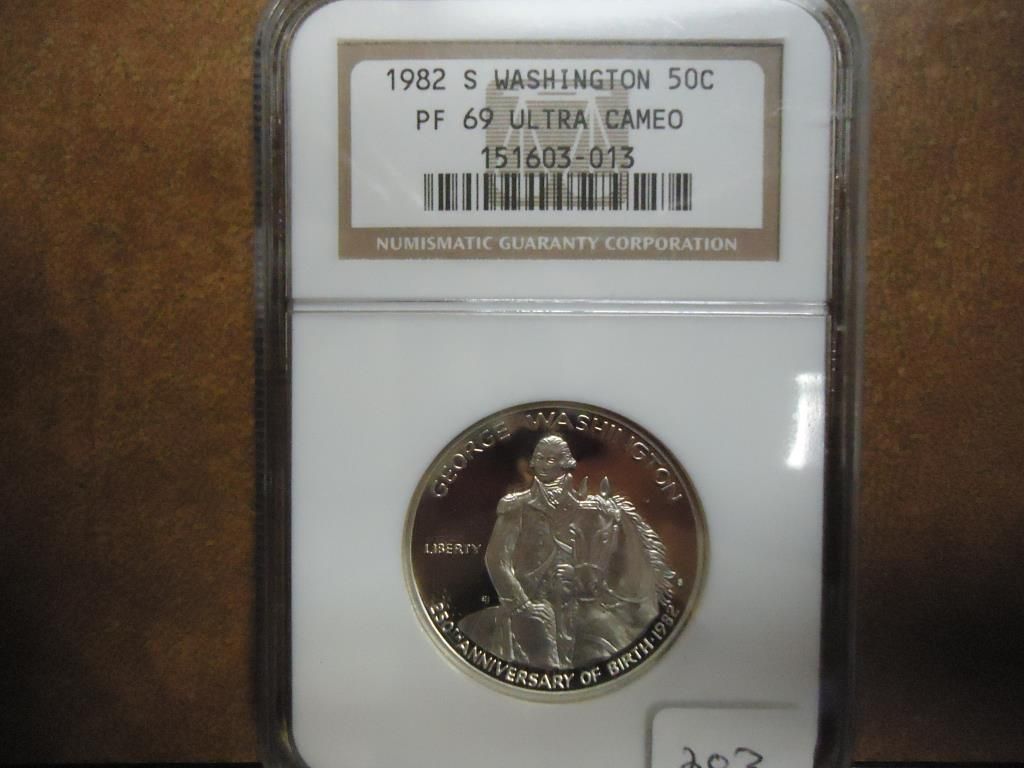 1982 S WASHINGTON 50C
PF 69 ULTRA CAMEO
151603-013
NUMISMATIC GUARANTY CORPORATION
GEORGE WASHINGTON
LIBERTY
250TH ANNIVERSARY OF BIRTH·1982
S
203